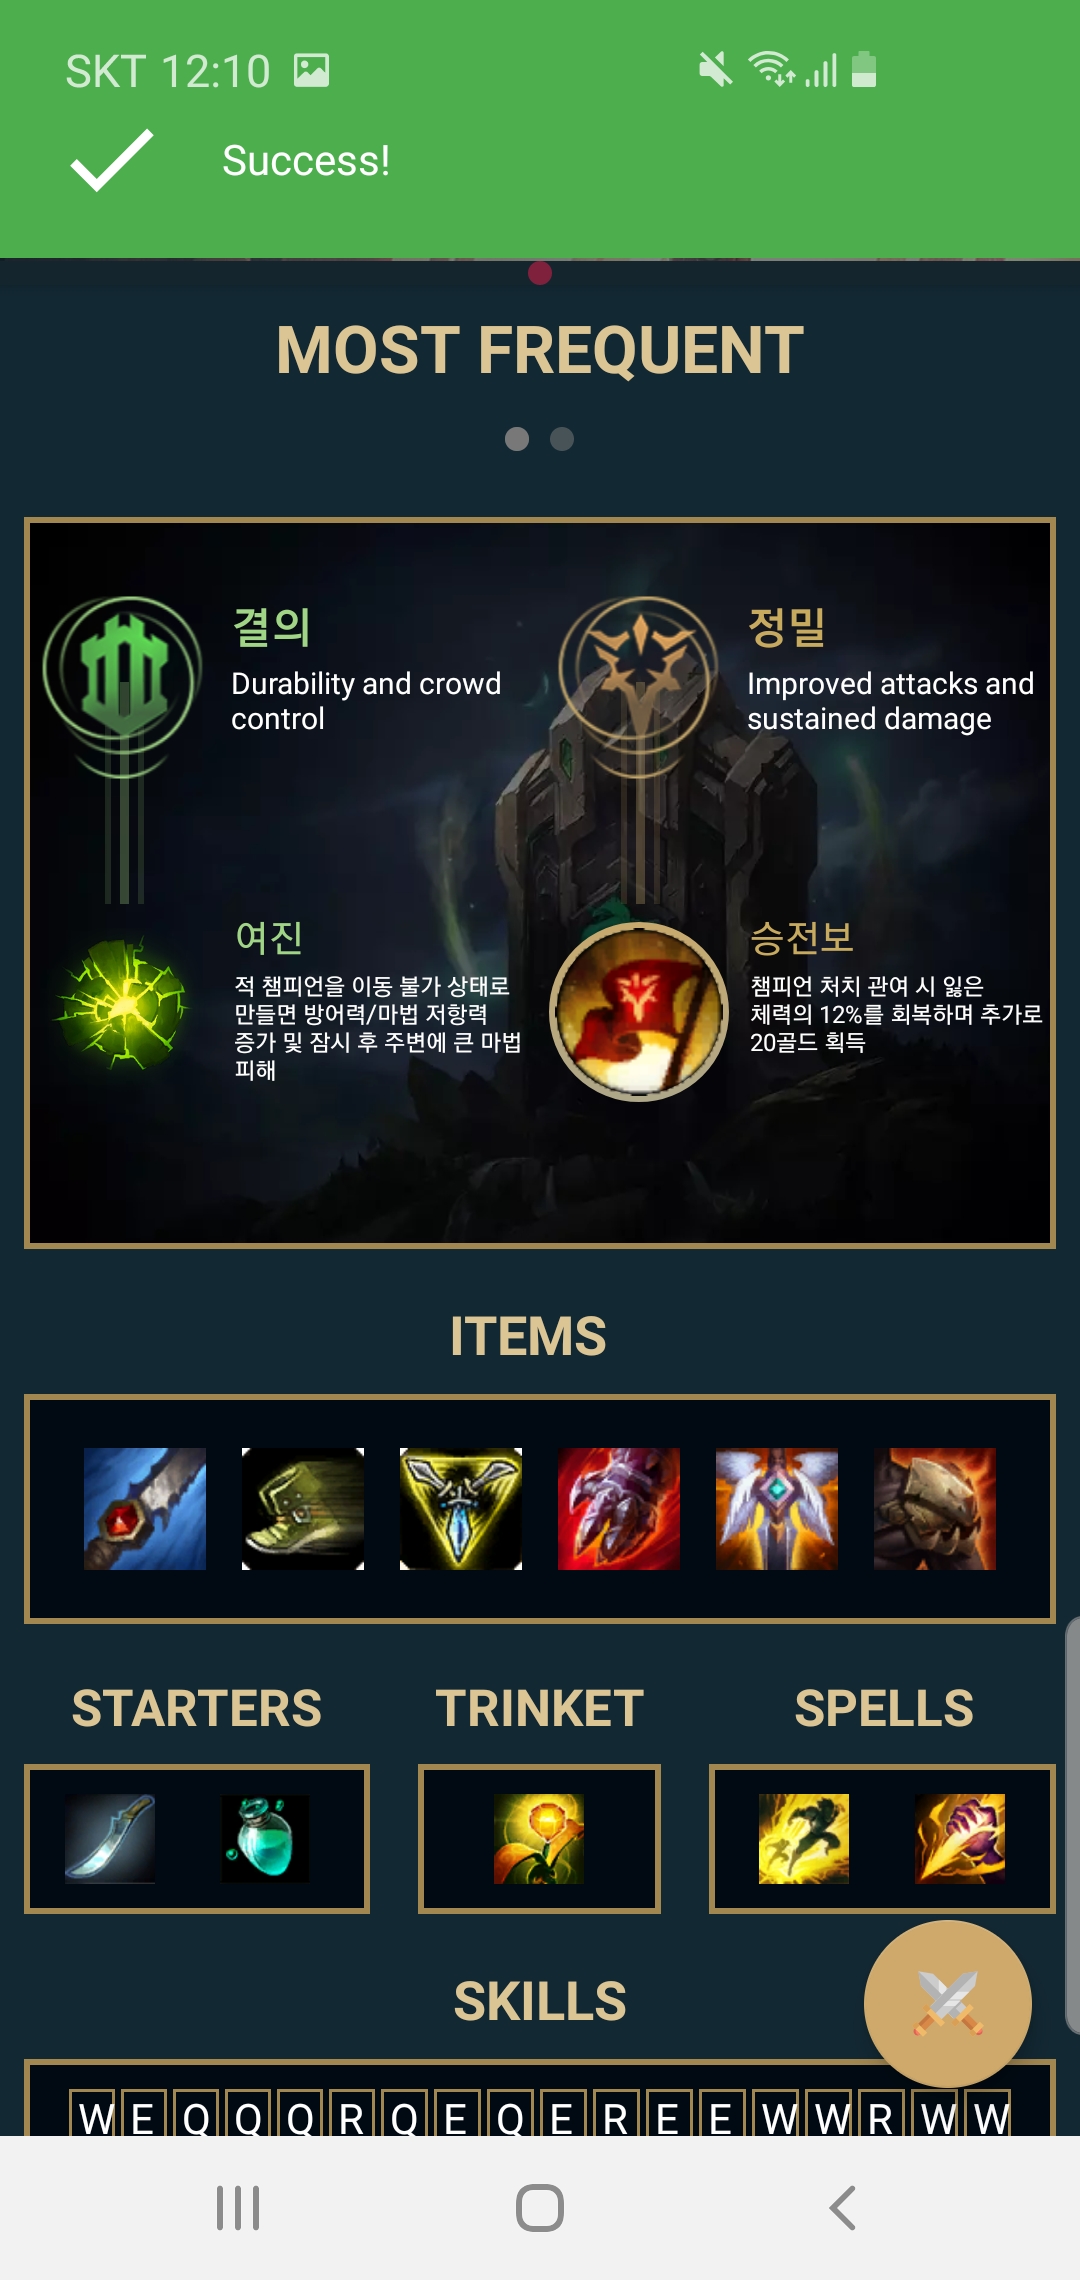 SKT 12:10
Success!
MOST FREQUENT
결의
Durability and crowd
control
정밀
Improved attacks and
sustained damage
여진
적 챔피언을 이동 불가 상태로
만들면 방어력/마법 저항력
증가 및 잠시 후 주변에 큰 마법
피해
승전보
챔피언 처치 관여 시 잃은
체력의 12%를 회복하며 추가로
20골드 획득
ITEMS
STARTERS
TRINKET
SPELLS
SKILLS
W E Q Q Q R Q E Q E R E E W W R W W